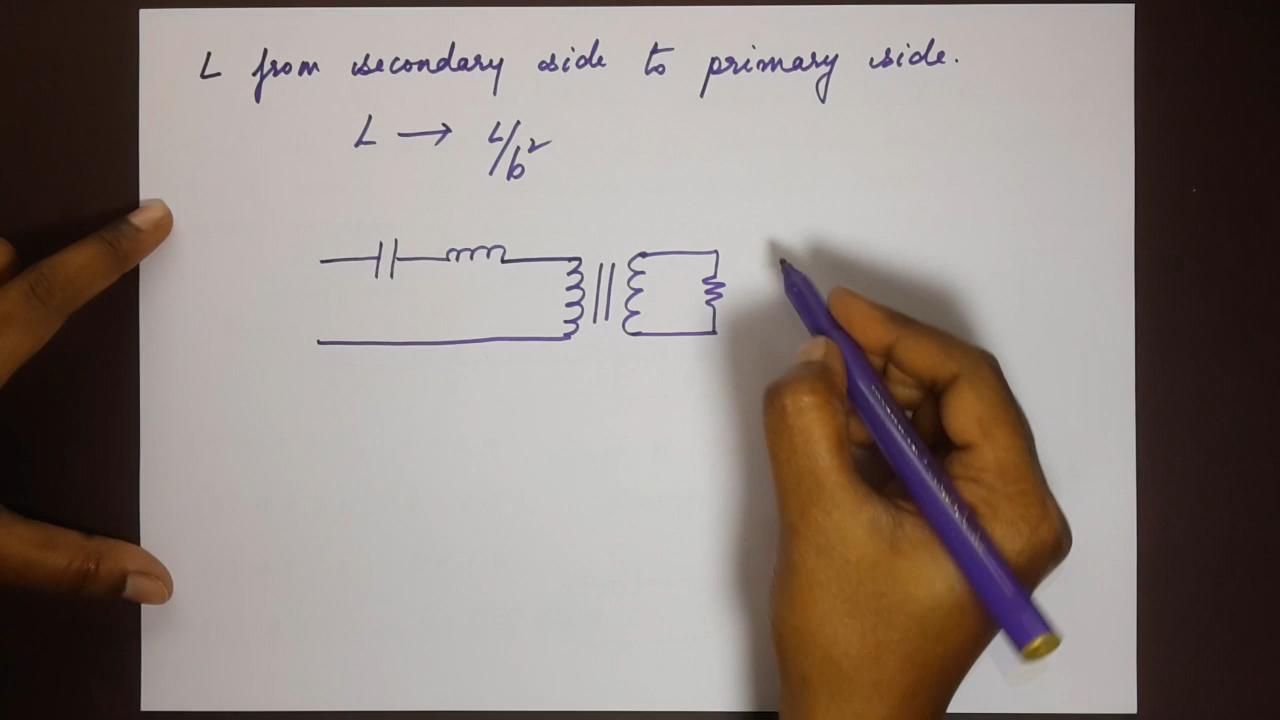 L from secondary side to primary side.
L → L/b²